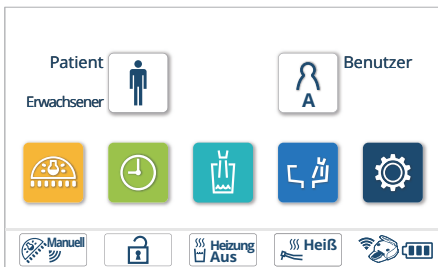 Patient
Benutzer
Erwachsener
A
Manuell
Heizung
Aus
Heiß